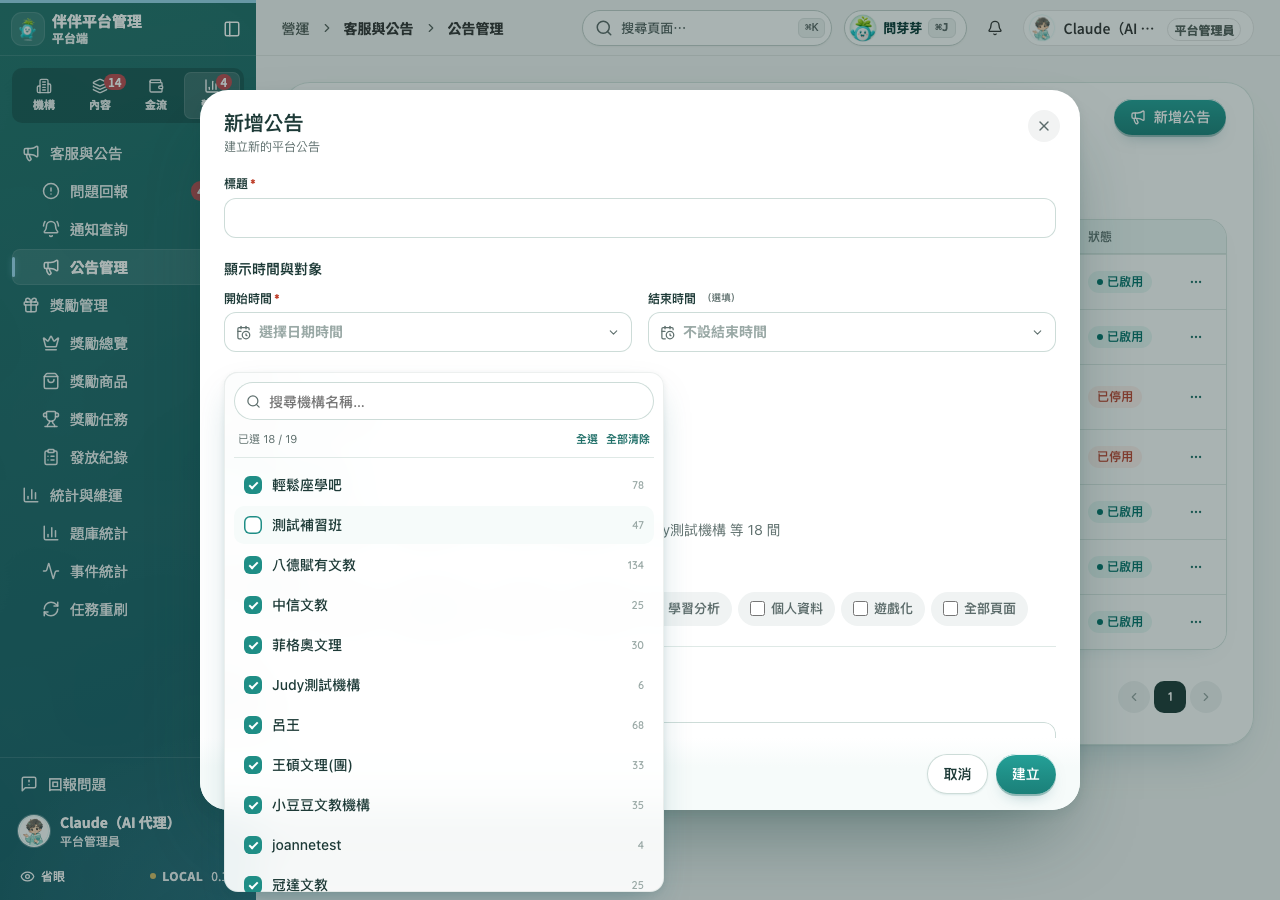 伴伴平台管理
平台端
營運 > 客服與公告 > 公告管理
搜尋頁面⋯ ⌘K
問芽芽 ⌘J
Claude（AI ⋯ 平台管理員
機構
14
內容
金流
4
客服與公告
問題回報
通知查詢
公告管理
獎勵管理
獎勵總覽
獎勵商品
獎勵任務
發放紀錄
統計與維運
題庫統計
事件統計
任務重刷
回報問題
Claude（AI 代理）
平台管理員
省眼
LOCAL
新增公告
狀態
已啟用
已啟用
已停用
已停用
已啟用
已啟用
已啟用
1
新增公告
建立新的平台公告
標題 *
顯示時間與對象
開始時間 *
結束時間 （選填）
選擇日期時間
不設結束時間
搜尋機構名稱...
已選 18 / 19 全選 全部清除
輕鬆座學吧 78
測試補習班 47
八德賦有文教 134
中信文教 25
菲格奧文理 30
Judy測試機構 6
呂王 68
王碩文理(團) 33
小豆豆文教機構 35
joannetest 4
冠達文教 25
y測試機構 等 18 間
學習分析 個人資料 遊戲化 全部頁面
取消 建立